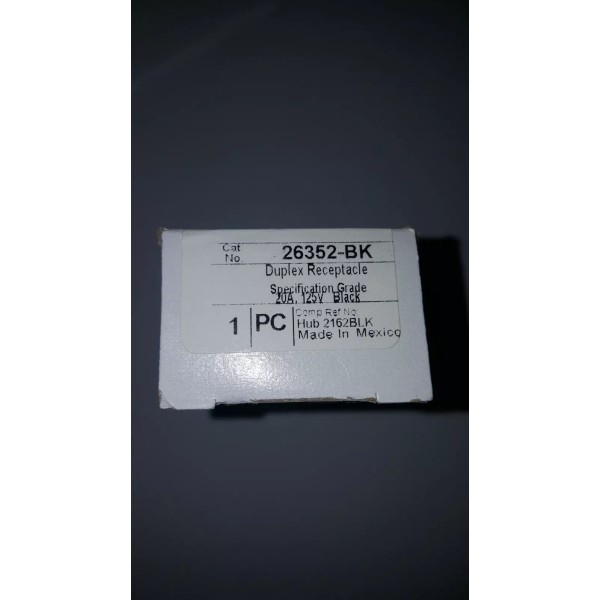 Cat No. 26352-BK
Duplex Receptacle
Specification Grade
20A, 125V Black
1 PC
Comp Ref No:
Hub 2162BLK
Made In Mexico